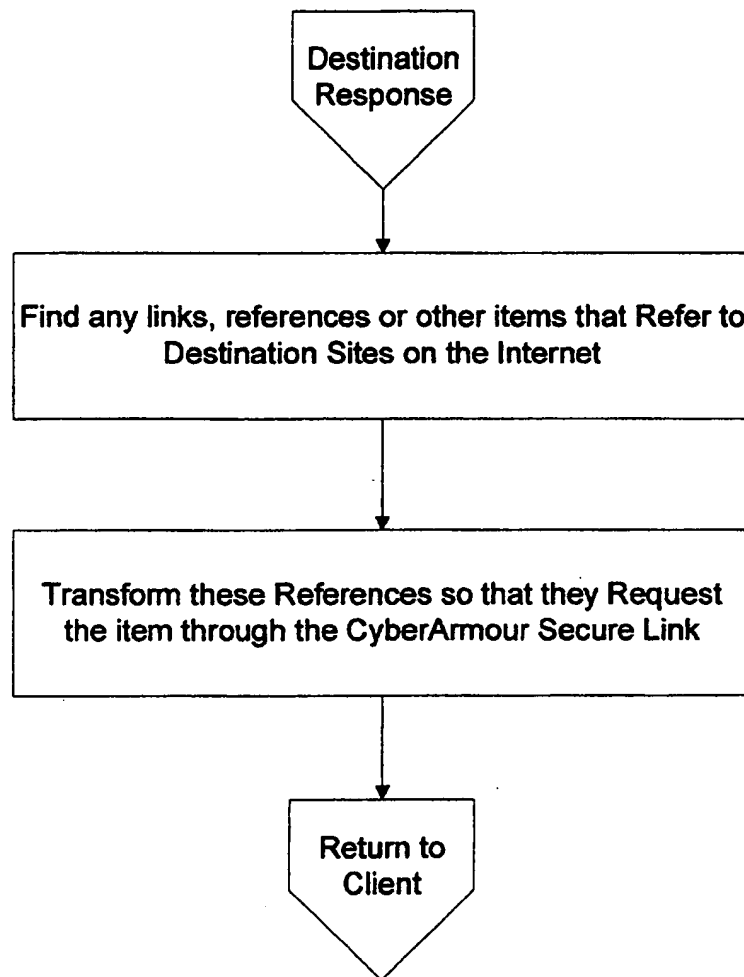 Destination
Response
Find any links, references or other items that Refer to
Destination Sites on the Internet
Transform these References so that they Request
the item through the CyberArmour Secure Link
Return to
Client